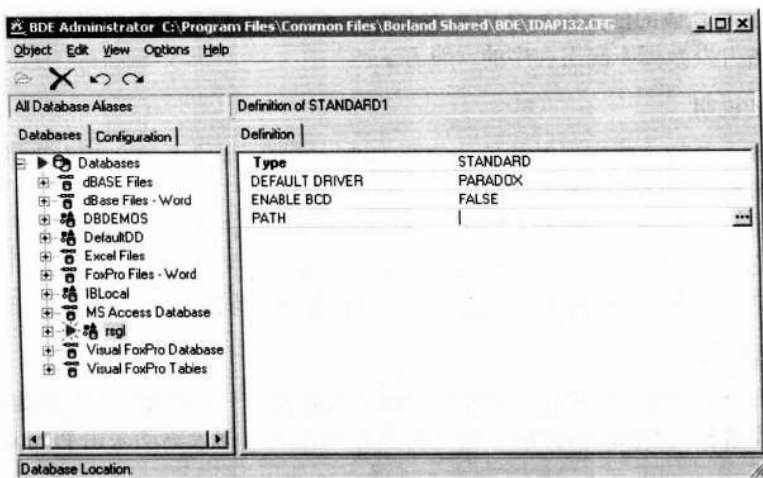 BDE Administrator C:\Program Files\Common Files\Borland Shared\BDE\IDAPI32.CFG
Object Edit View Options Help
All Database Aliases
Definition of STANDARD1
Databases Configuration
Definition
Databases
dBASE Files
dBase Files - Word
DBDEMOS
DefaultDD
Excel Files
FoxPro Files - Word
IBLocal
MS Access Database
rsgl
Visual FoxPro Database
Visual FoxPro Tables
Type STANDARD
DEFAULT DRIVER PARADOX
ENABLE BCD FALSE
PATH
Database Location.